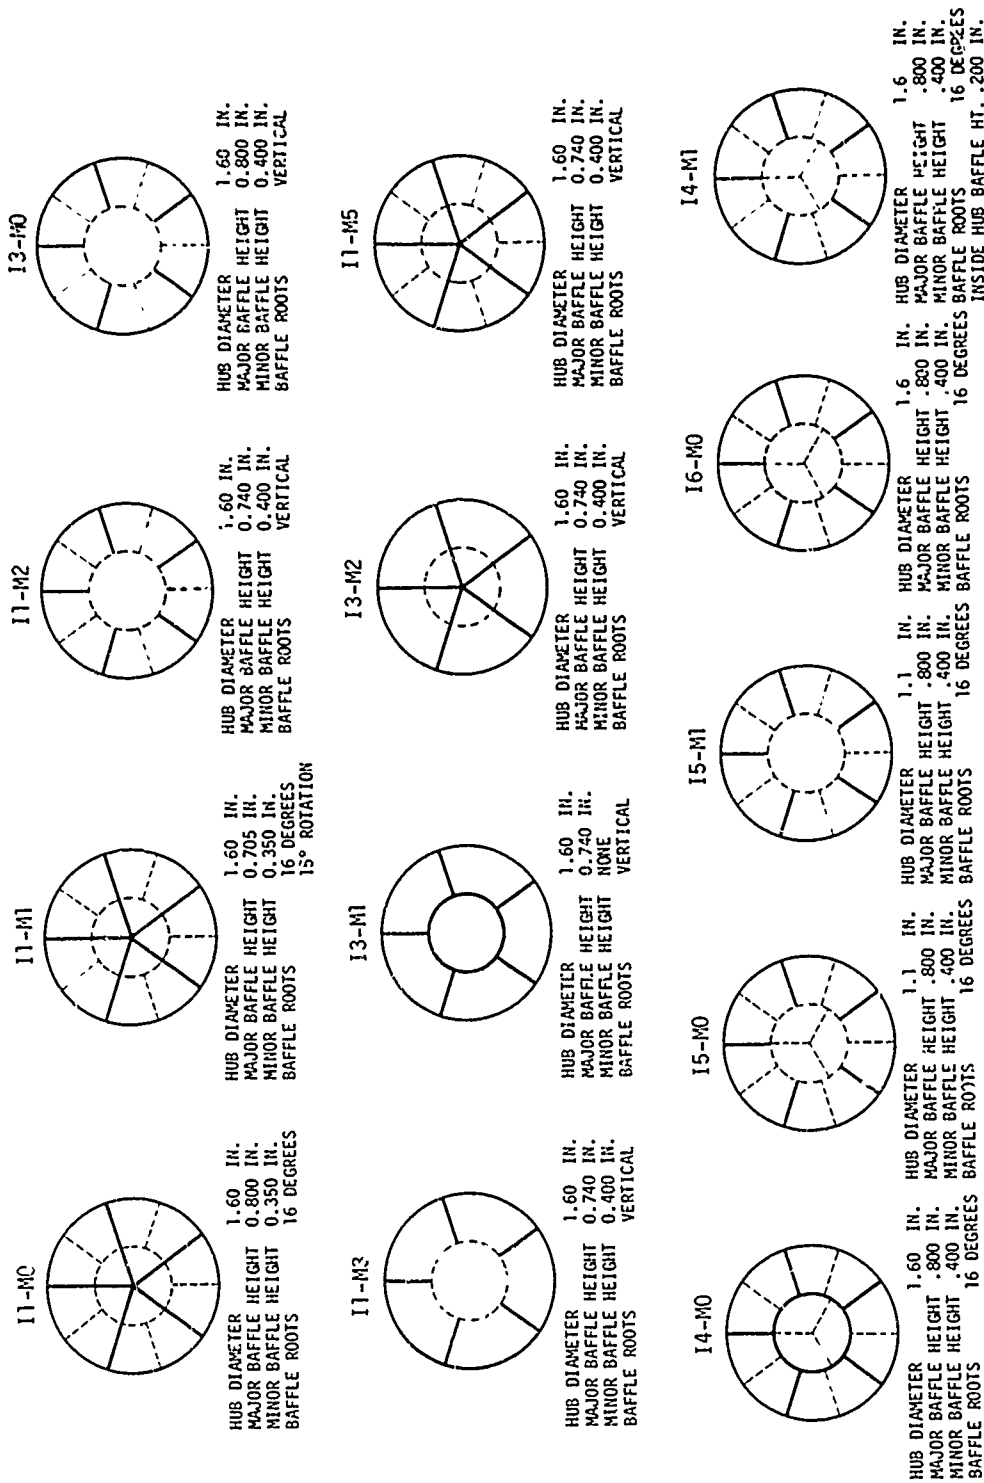 I1-M0
HUB DIAMETER 1.60 IN.
MAJOR BAFFLE HEIGHT 0.800 IN.
MINOR BAFFLE HEIGHT 0.350 IN.
BAFFLE ROOTS 16 DEGREES
I1-M1
HUB DIAMETER 1.60 IN.
MAJOR BAFFLE HEIGHT 0.705 IN.
MINOR BAFFLE HEIGHT 0.350 IN.
BAFFLE ROOTS 16 DEGREES
15° ROTATION
I1-M2
HUB DIAMETER 1.60 IN.
MAJOR BAFFLE HEIGHT 0.740 IN.
MINOR BAFFLE HEIGHT 0.400 IN.
BAFFLE ROOTS VERTICAL
I3-M0
HUB DIAMETER 1.60 IN.
MAJOR BAFFLE HEIGHT 0.800 IN.
MINOR BAFFLE HEIGHT 0.400 IN.
BAFFLE ROOTS VERTICAL
I1-M3
HUB DIAMETER 1.60 IN.
MAJOR BAFFLE HEIGHT 0.740 IN.
MINOR BAFFLE HEIGHT 0.400 IN.
BAFFLE ROOTS VERTICAL
I3-M1
HUB DIAMETER 1.60 IN.
MAJOR BAFFLE HEIGHT 0.740 IN.
MINOR BAFFLE HEIGHT NONE
BAFFLE ROOTS VERTICAL
I3-M2
HUB DIAMETER 1.60 IN.
MAJOR BAFFLE HEIGHT 0.740 IN.
MINOR BAFFLE HEIGHT 0.400 IN.
BAFFLE ROOTS VERTICAL
I1-M5
HUB DIAMETER 1.60 IN.
MAJOR BAFFLE HEIGHT 0.740 IN.
MINOR BAFFLE HEIGHT 0.400 IN.
BAFFLE ROOTS VERTICAL
I4-M0
HUB DIAMETER 1.60 IN.
MAJOR BAFFLE HEIGHT .800 IN.
MINOR BAFFLE HEIGHT .400 IN.
BAFFLE ROOTS 16 DEGREES
I5-M0
HUB DIAMETER 1.1 IN.
MAJOR BAFFLE HEIGHT .800 IN.
MINOR BAFFLE HEIGHT .400 IN.
BAFFLE ROOTS 16 DEGREES
I5-M1
HUB DIAMETER 1.1 IN.
MAJOR BAFFLE HEIGHT .800 IN.
MINOR BAFFLE HEIGHT .400 IN.
BAFFLE ROOTS 16 DEGREES
I6-M0
HUB DIAMETER 1.6 IN.
MAJOR BAFFLE HEIGHT .800 IN.
MINOR BAFFLE HEIGHT .400 IN.
BAFFLE ROOTS 16 DEGREES
I4-M1
HUB DIAMETER 1.6 IN.
MAJOR BAFFLE HEIGHT .800 IN.
MINOR BAFFLE HEIGHT .400 IN.
BAFFLE ROOTS 16 DEGREES
INSIDE HUB BAFFLE HT. .200 IN.